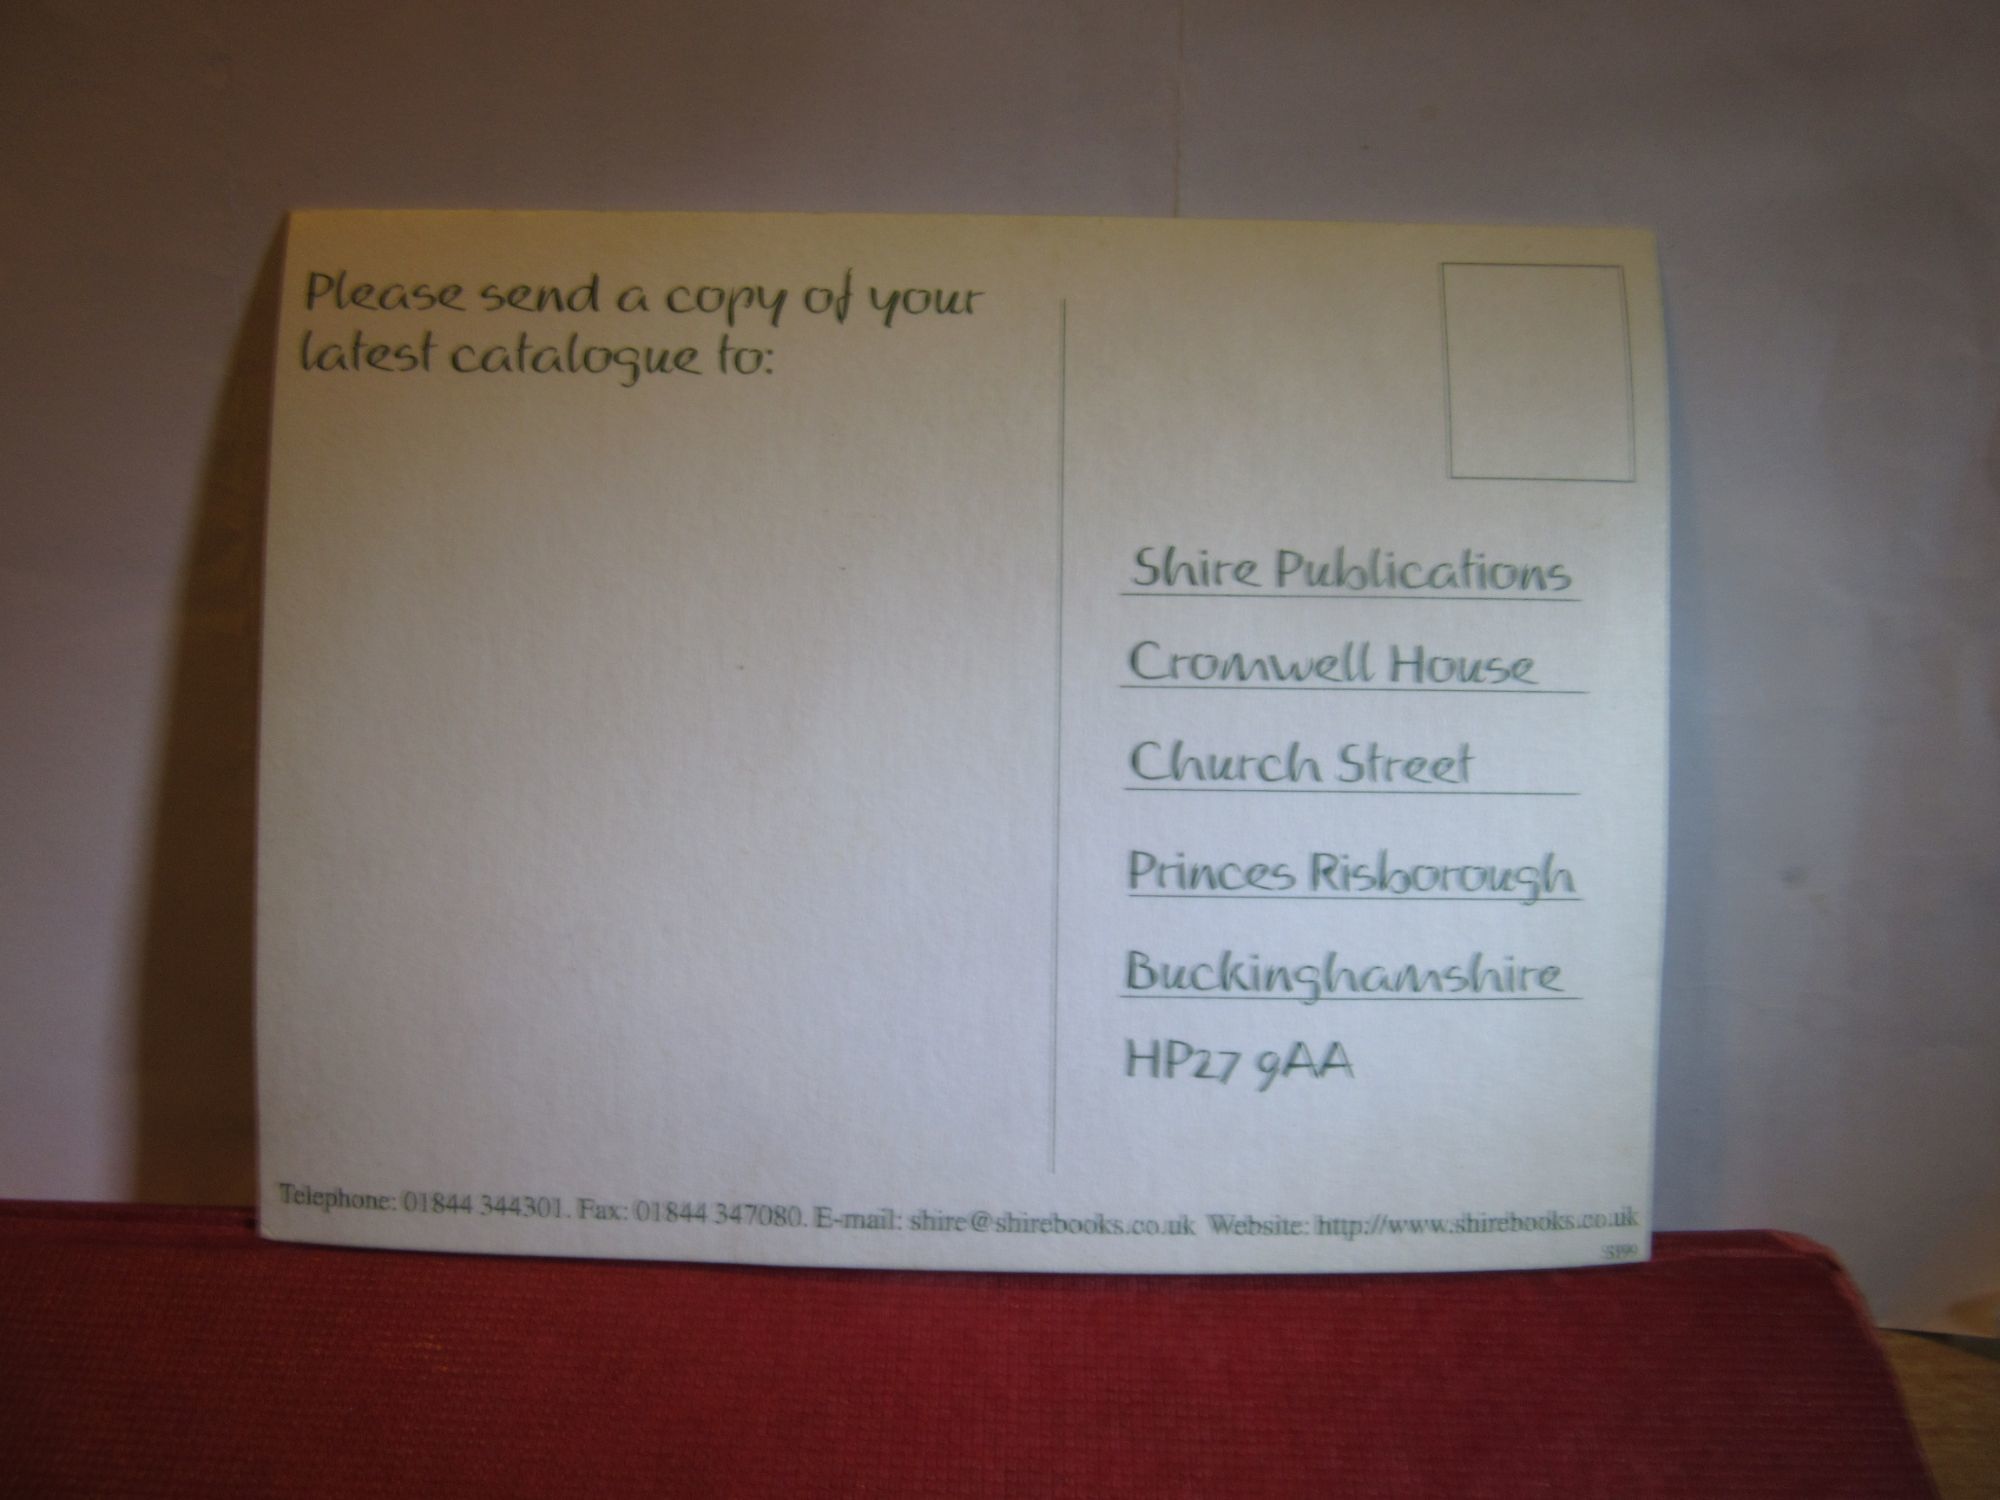 Please send a copy of your
latest catalogue to:
Shire Publications
Cromwell House
Church Street
Princes Risborough
Buckinghamshire
HP27 9AA
Telephone: 01844 344301. Fax: 01844 347080. E-mail: shire@shirebooks.co.uk Website: http://www.shirebooks.co.uk